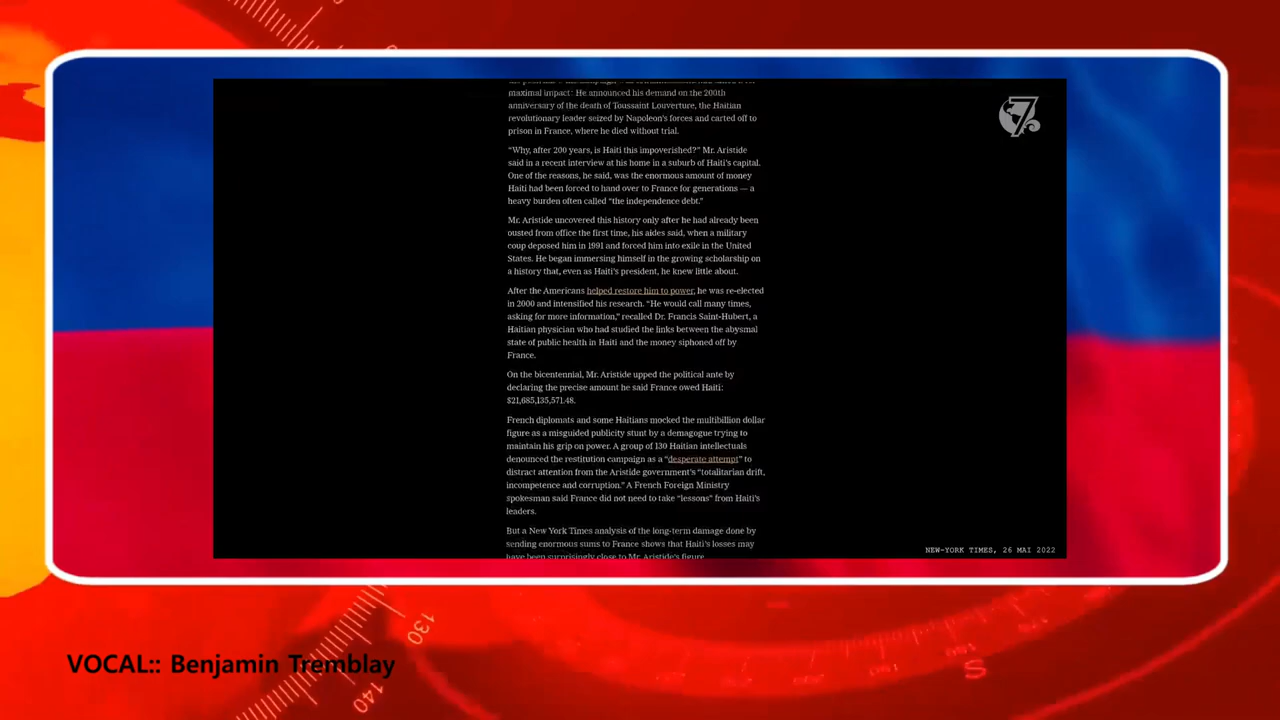 maximal impact: He announced his demand on the 200th
anniversary of the death of Toussaint Louverture, the Haitian
revolutionary leader seized by Napoleon's forces and carted off to
prison in France, where he died without trial.
“Why, after 200 years, is Haiti this impoverished?” Mr. Aristide
said in a recent interview at his home in a suburb of Haiti's capital.
One of the reasons, he said, was the enormous amount of money
Haiti had been forced to hand over to France for generations — a
heavy burden often called “the independence debt.”
Mr. Aristide uncovered this history only after he had already been
ousted from office the first time, his aides said, when a military
coup deposed him in 1991 and forced him into exile in the United
States. He began immersing himself in the growing scholarship on
a history that, even as Haiti's president, he knew little about.
After the Americans helped restore him to power, he was re-elected
in 2000 and intensified his research. “He would call many times,
asking for more information,” recalled Dr. Francis Saint-Hubert, a
Haitian physician who had studied the links between the abysmal
state of public health in Haiti and the money siphoned off by
France.
On the bicentennial, Mr. Aristide upped the political ante by
declaring the precise amount he said France owed Haiti:
$21,685,135,571.48.
French diplomats and some Haitians mocked the multibillion dollar
figure as a misguided publicity stunt by a demagogue trying to
maintain his grip on power. A group of 130 Haitian intellectuals
denounced the restitution campaign as a “desperate attempt” to
distract attention from the Aristide government's “totalitarian drift,
incompetence and corruption.” A French Foreign Ministry
spokesman said France did not need to take “lessons” from Haiti's
leaders.
But a New York Times analysis of the long-term damage done by
sending enormous sums to France shows that Haiti's losses may
have been surprisingly close to Mr. Aristide's figure.
7
NEW-YORK TIMES, 26 MAI 2022
VOCAL:: Benjamin Tremblay
130
140
S